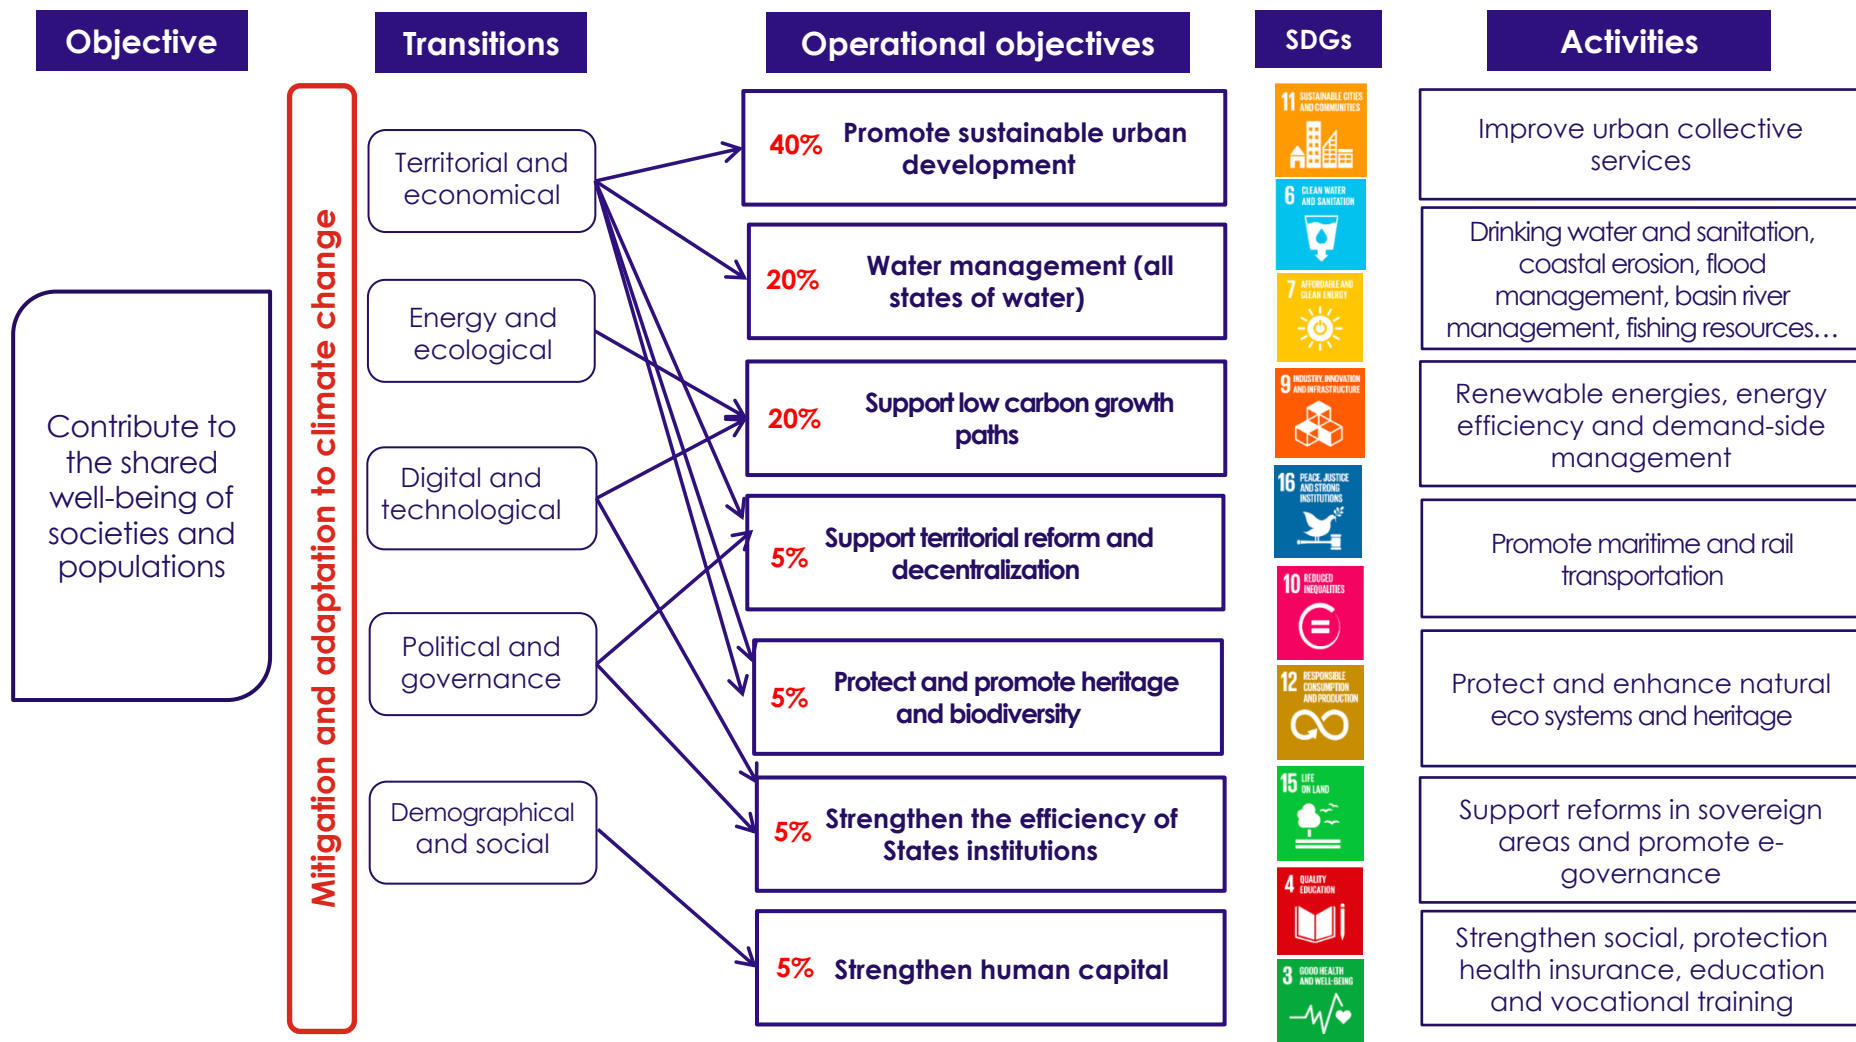 Objective
Transitions
Operational objectives
SDGs
Activities
Contribute to
the shared
well-being of
societies and
populations
Mitigation and adaptation to climate change
Territorial and
economical
Energy and
ecological
Digital and
technological
Political and
governance
Demographical
and social
40% Promote sustainable urban
development
20% Water management (all
states of water)
20% Support low carbon growth
paths
5% Support territorial reform and
decentralization
5% Protect and promote heritage
and biodiversity
5% Strengthen the efficiency of
States institutions
5% Strengthen human capital
11 SUSTAINABLE CITIES
AND COMMUNITIES
6 CLEAN WATER
AND SANITATION
7 AFFORDABLE AND
CLEAN ENERGY
9 INDUSTRY, INNOVATION
AND INFRASTRUCTURE
16 PEACE, JUSTICE
AND STRONG
INSTITUTIONS
10 REDUCED
INEQUALITIES
12 RESPONSIBLE
CONSUMPTION
AND PRODUCTION
15 LIFE
ON LAND
4 QUALITY
EDUCATION
3 GOOD HEALTH
AND WELL-BEING
Improve urban collective
services
Drinking water and sanitation,
coastal erosion, flood
management, basin river
management, fishing resources…
Renewable energies, energy
efficiency and demand-side
management
Promote maritime and rail
transportation
Protect and enhance natural
eco systems and heritage
Support reforms in sovereign
areas and promote e-
governance
Strengthen social, protection
health insurance, education
and vocational training